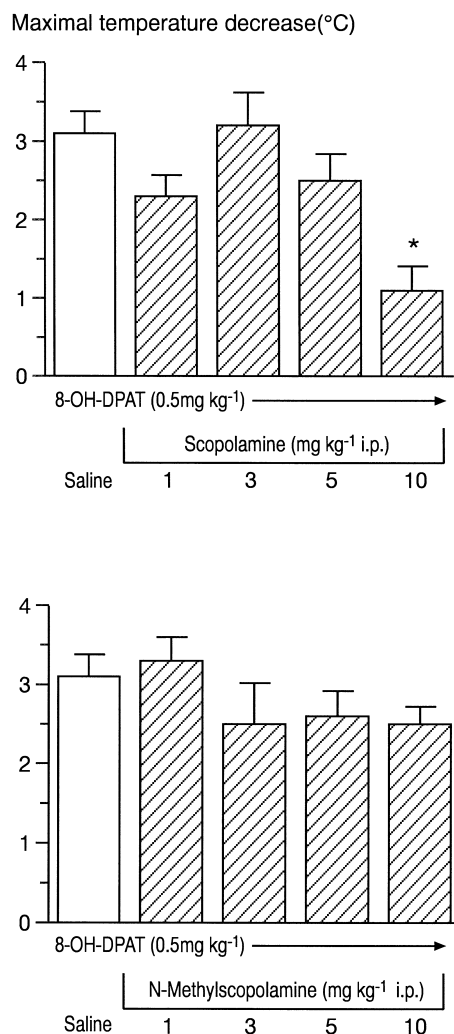 Maximal temperature decrease(°C)
4
3
*
2
1
0
8-OH-DPAT (0.5mg kg⁻¹)
Scopolamine (mg kg⁻¹ i.p.)
Saline 1 3 5 10
4
3
2
1
0
8-OH-DPAT (0.5mg kg⁻¹)
N-Methylscopolamine (mg kg⁻¹ i.p.)
Saline 1 3 5 10